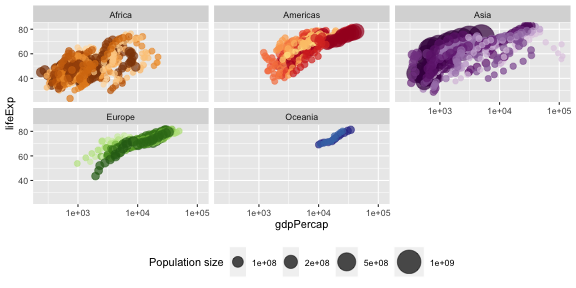 Africa
Americas
Asia
80
60
40
lifeExp
1e+03
1e+04
1e+05
Europe
Oceania
80
60
40
1e+03
1e+04
1e+05
1e+03
1e+04
1e+05
gdpPercap
Population size
1e+08
2e+08
5e+08
1e+09